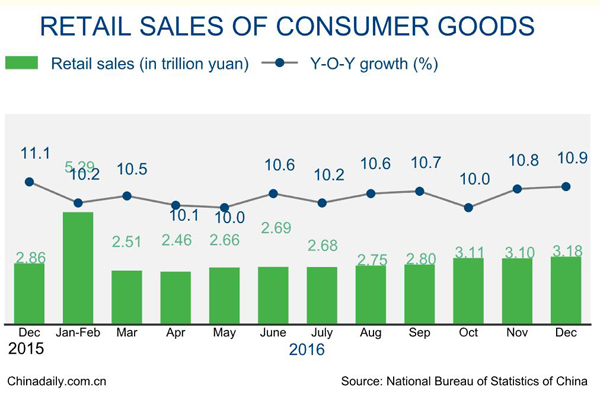 RETAIL SALES OF CONSUMER GOODS
Retail sales (in trillion yuan) Y-O-Y growth (%)
11.1 10.2 10.5 10.1 10.0 10.6 10.2 10.6 10.7 10.0 10.8 10.9
2.86 5.29 2.51 2.46 2.66 2.69 2.68 2.75 2.80 3.11 3.10 3.18
Dec Jan-Feb Mar Apr May June July Aug Sep Oct Nov Dec
2015 2016
Chinadaily.com.cn Source: National Bureau of Statistics of China